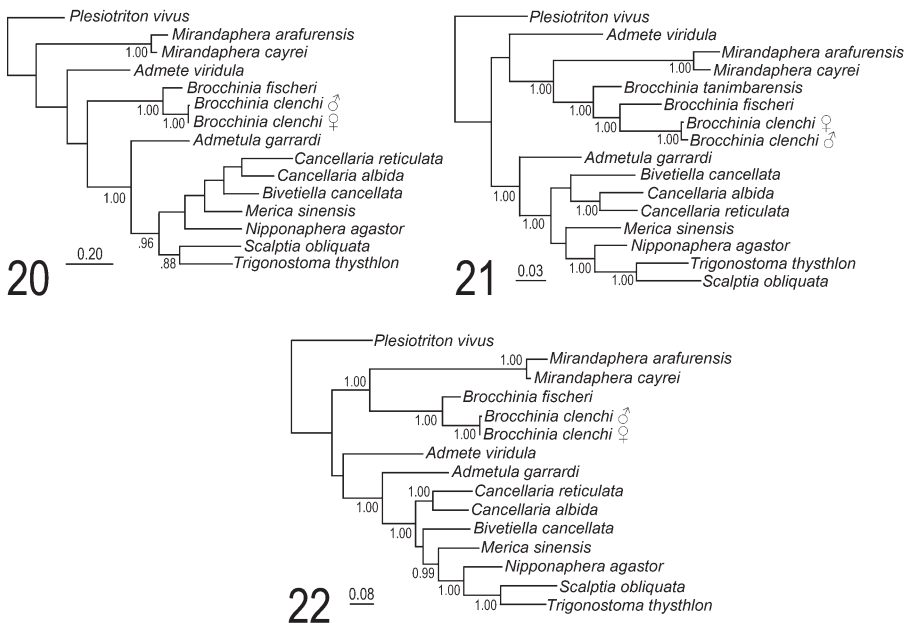 Plesiotriton vivus
Mirandaphera arafurensis
1.00
Mirandaphera cayrei
Admete viridula
Brocchinia fischeri
1.00
Brocchinia clenchi ♂
1.00
Brocchinia clenchi ♀
Admetula garrardi
1.00
Cancellaria reticulata
Cancellaria albida
Bivetiella cancellata
Merica sinensis
Nipponaphera agastor
.96
Scalptia obliquata
.88
Trigonostoma thysthlon
0.20
20
Plesiotriton vivus
Admete viridula
Mirandaphera arafurensis
1.00
Mirandaphera cayrei
1.00
Brocchinia tanimbarensis
1.00
Brocchinia fischeri
1.00
Brocchinia clenchi ♀
1.00
Brocchinia clenchi ♂
Admetula garrardi
1.00
Bivetiella cancellata
Cancellaria albida
1.00
Cancellaria reticulata
1.00
Merica sinensis
Nipponaphera agastor
1.00
Trigonostoma thysthlon
1.00
Scalptia obliquata
0.03
21
Plesiotriton vivus
1.00
Mirandaphera arafurensis
Mirandaphera cayrei
1.00
Brocchinia fischeri
1.00
Brocchinia clenchi ♂
1.00
Brocchinia clenchi ♀
Admete viridula
Admetula garrardi
1.00
1.00
Cancellaria reticulata
Cancellaria albida
1.00
Bivetiella cancellata
Merica sinensis
0.99
Nipponaphera agastor
1.00
Scalptia obliquata
1.00
Trigonostoma thysthlon
0.08
22